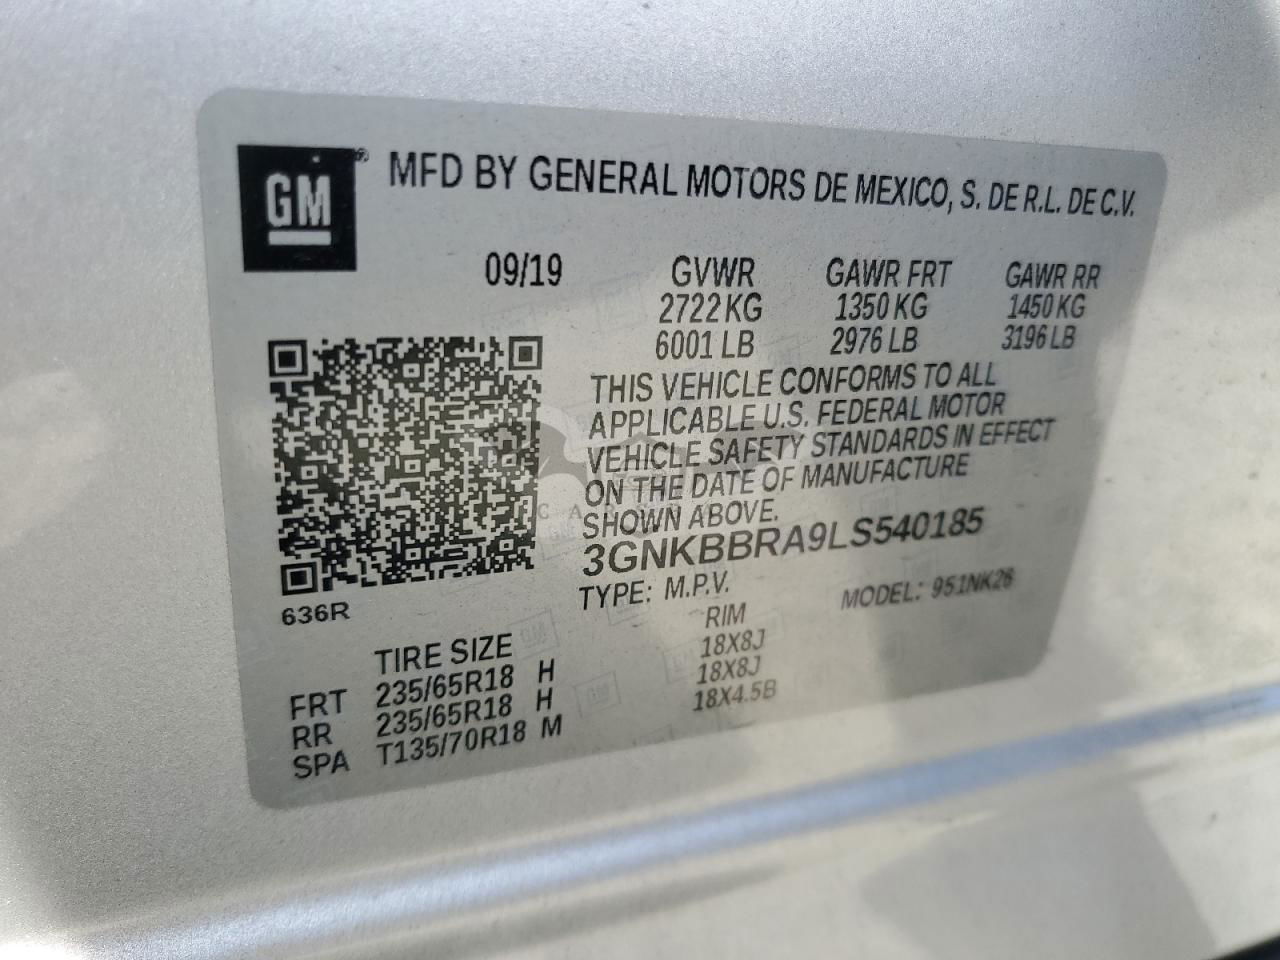 GM
MFD BY GENERAL MOTORS DE MEXICO, S. DE R.L. DE C.V.
09/19 GVWR GAWR FRT GAWR RR
2722 KG 1350 KG 1450 KG
6001 LB 2976 LB 3196 LB
THIS VEHICLE CONFORMS TO ALL
APPLICABLE U.S. FEDERAL MOTOR
VEHICLE SAFETY STANDARDS IN EFFECT
ON THE DATE OF MANUFACTURE
SHOWN ABOVE.
3GNKBBRA9LS540185
TYPE: M.P.V. MODEL: 951NK26
636R
TIRE SIZE RIM
FRT 235/65R18 H 18X8J
RR 235/65R18 H 18X8J
SPA T135/70R18 M 18X4.5B